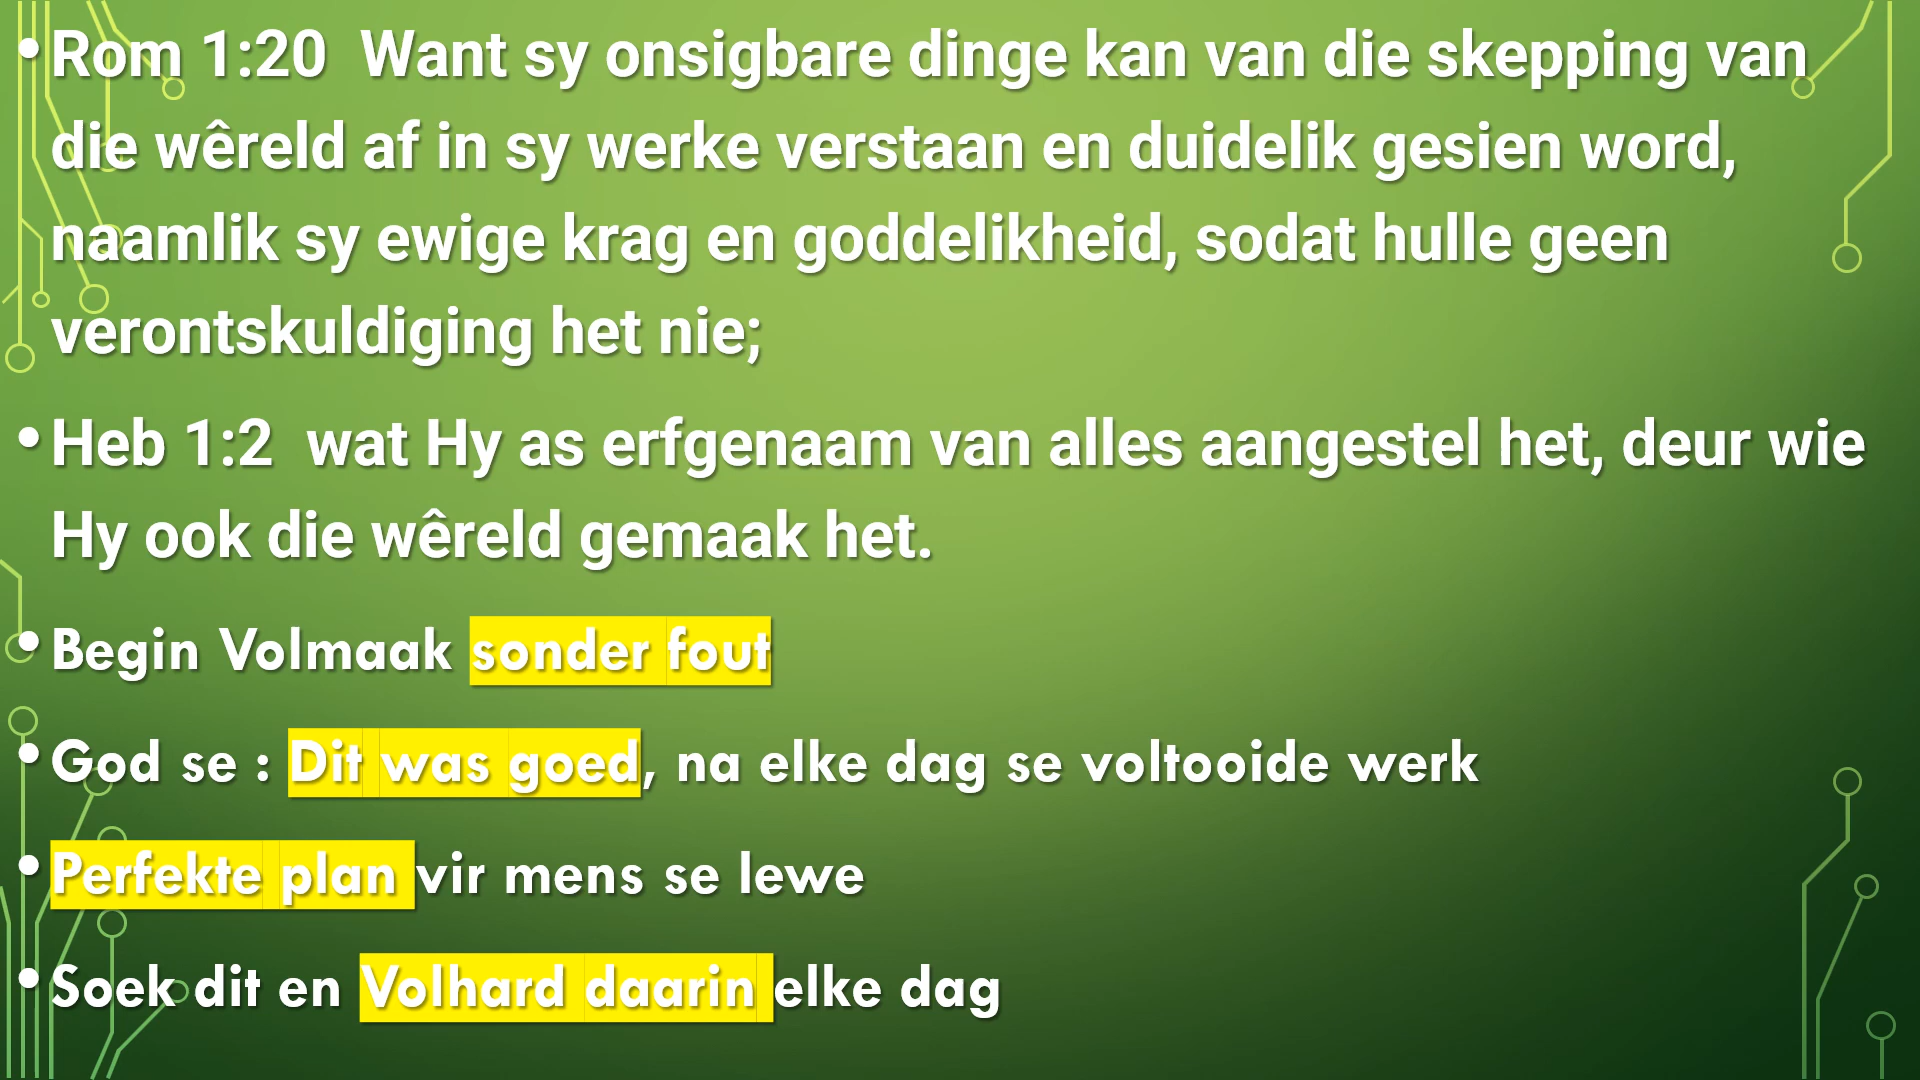 • Rom 1:20  Want sy onsigbare dinge kan van die skepping van
die wêreld af in sy werke verstaan en duidelik gesien word,
naamlik sy ewige krag en goddelikheid, sodat hulle geen
verontskuldiging het nie;
• Heb 1:2  wat Hy as erfgenaam van alles aangestel het, deur wie
Hy ook die wêreld gemaak het.
• Begin Volmaak sonder fout
• God se : Dit was goed, na elke dag se voltooide werk
• Perfekte plan vir mens se lewe
• Soek dit en Volhard daarin elke dag